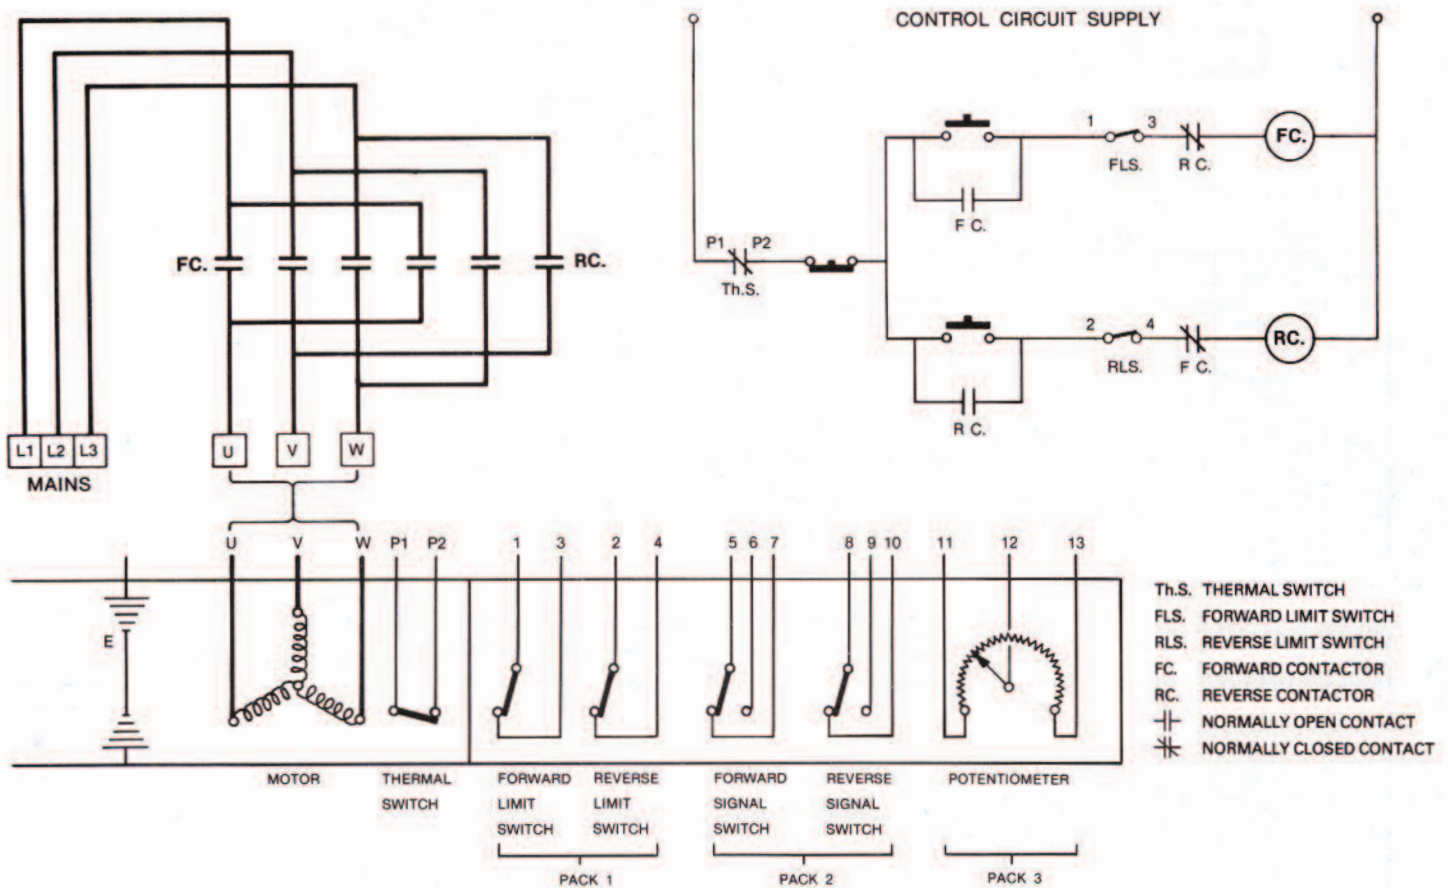 CONTROL CIRCUIT SUPPLY
1 3
FC.
FLS. R C.
F C.
FC. RC.
P1 P2
Th.S.
2 4
RC.
RLS. F C.
R C.
L1 L2 L3 U V W
MAINS
U V W P1 P2 1 3 2 4 5 6 7 8 9 10 11 12 13
E
Th.S. THERMAL SWITCH
FLS. FORWARD LIMIT SWITCH
RLS. REVERSE LIMIT SWITCH
FC. FORWARD CONTACTOR
RC. REVERSE CONTACTOR
NORMALLY OPEN CONTACT
NORMALLY CLOSED CONTACT
MOTOR
THERMAL
SWITCH
FORWARD
LIMIT
SWITCH
REVERSE
LIMIT
SWITCH
FORWARD
SIGNAL
SWITCH
REVERSE
SIGNAL
SWITCH
POTENTIOMETER
PACK 1
PACK 2
PACK 3